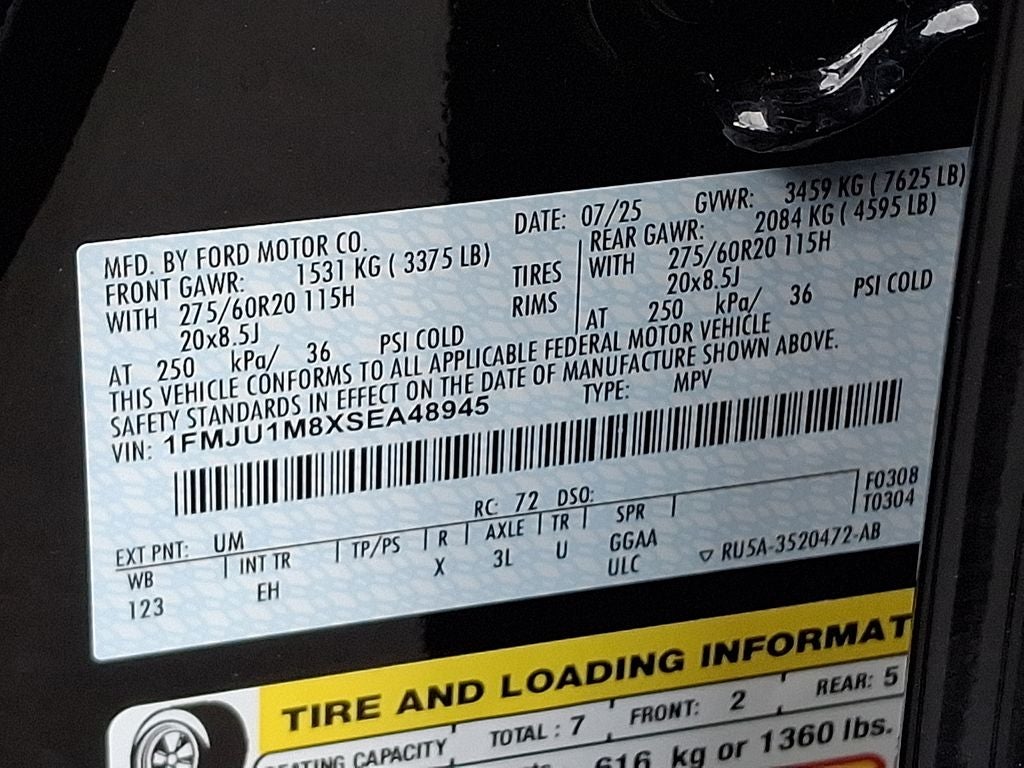 MFD. BY FORD MOTOR CO.
DATE: 07/25 GVWR: 3459 KG ( 7625 LB)
FRONT GAWR: 1531 KG ( 3375 LB)
REAR GAWR: 2084 KG ( 4595 LB)
WITH 275/60R20 115H TIRES WITH 275/60R20 115H
20x8.5J RIMS 20x8.5J
AT 250 kPa/ 36 PSI COLD AT 250 kPa/ 36 PSI COLD
THIS VEHICLE CONFORMS TO ALL APPLICABLE FEDERAL MOTOR VEHICLE
SAFETY STANDARDS IN EFFECT ON THE DATE OF MANUFACTURE SHOWN ABOVE.
VIN: 1FMJU1M8XSEA48945 TYPE: MPV
F0308
T0304
EXT PNT: UM RC: 72 DSO:
WB INT TR TP/PS R AXLE TR SPR
123 EH X 3L U GGAA
ULC
▽ RU5A-3520472-AB
TIRE AND LOADING INFORMAT
SEATING CAPACITY TOTAL : 7 FRONT: 2 REAR: 5
616 kg or 1360 lbs.